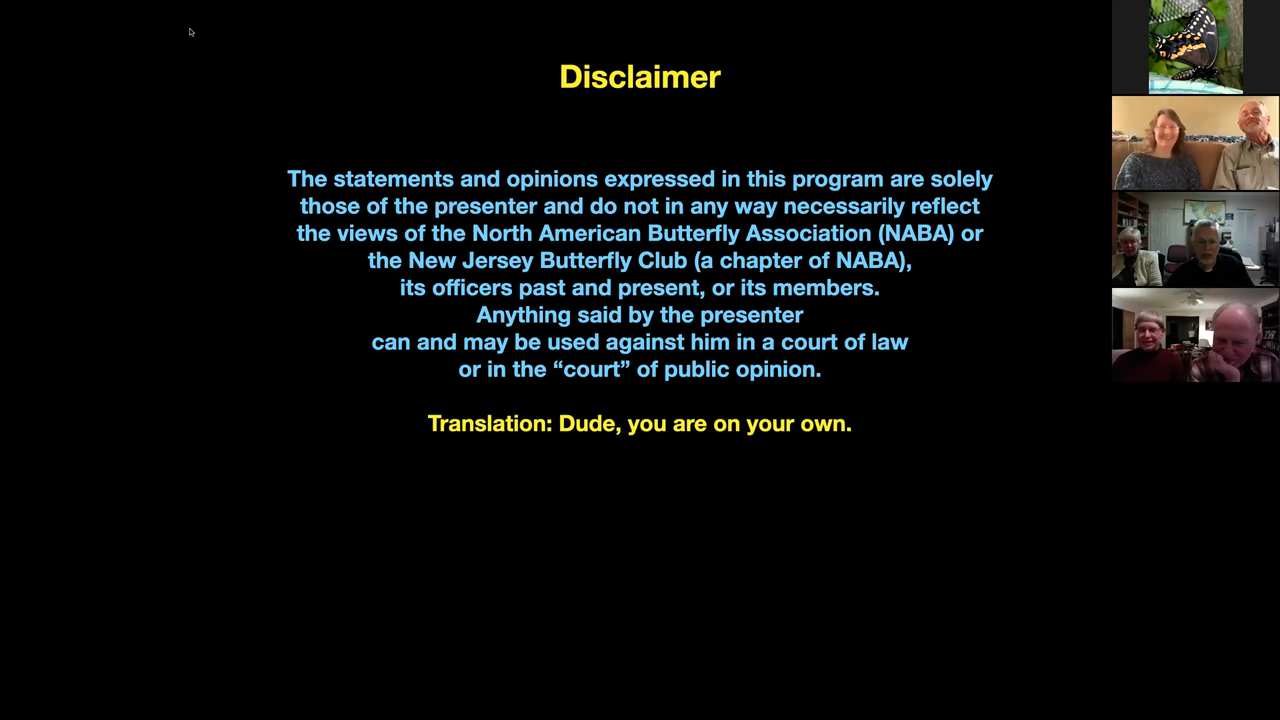 Disclaimer
The statements and opinions expressed in this program are solely
those of the presenter and do not in any way necessarily reflect
the views of the North American Butterfly Association (NABA) or
the New Jersey Butterfly Club (a chapter of NABA),
its officers past and present, or its members.
Anything said by the presenter
can and may be used against him in a court of law
or in the “court” of public opinion.
Translation: Dude, you are on your own.